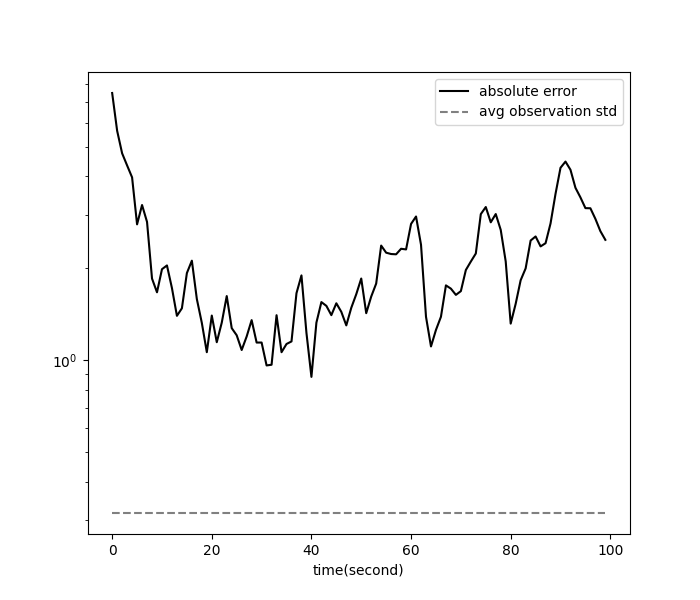 absolute error
avg observation std
10⁰
0 20 40 60 80 100
time(second)